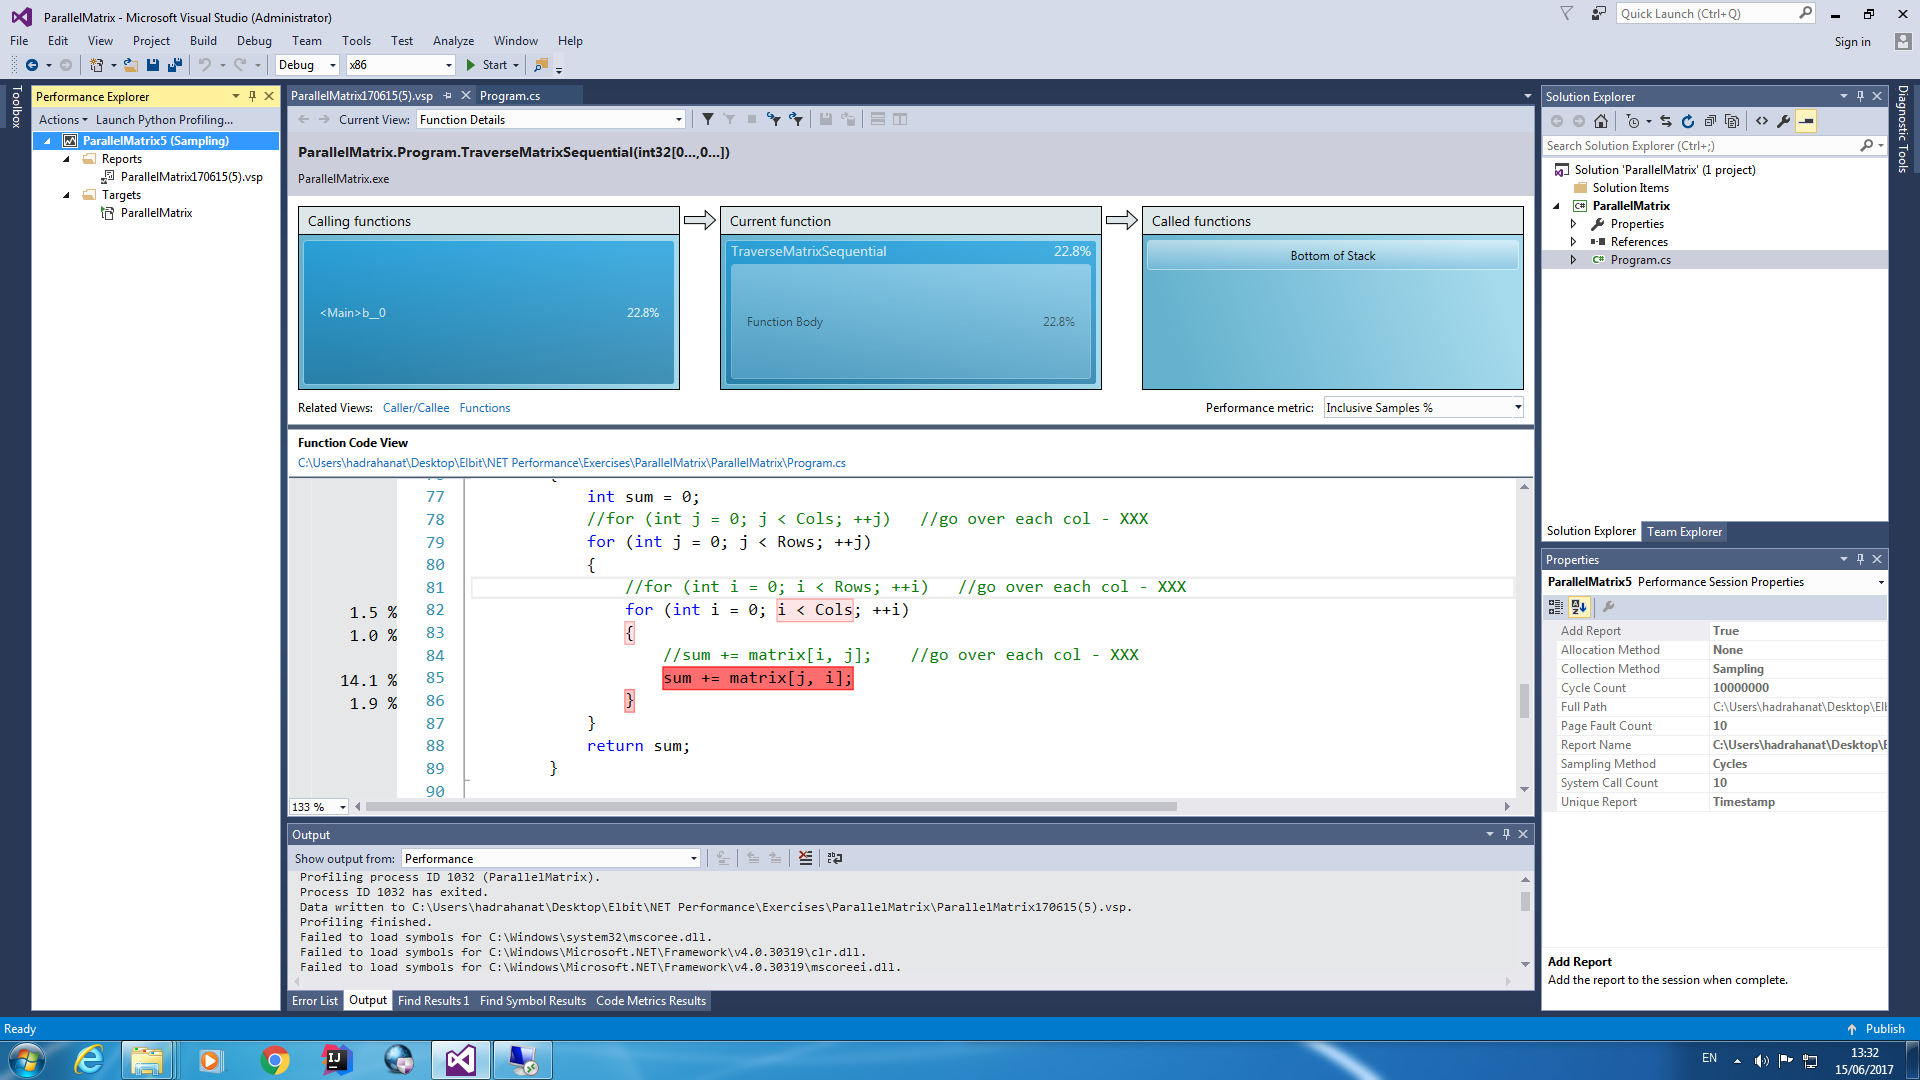 ParallelMatrix - Microsoft Visual Studio (Administrator)
Quick Launch (Ctrl+Q)
File Edit View Project Build Debug Team Tools Test Analyze Window Help
Sign in
Debug x86 Start
Toolbox
Performance Explorer
Actions Launch Python Profiling...
ParallelMatrix5 (Sampling)
Reports
ParallelMatrix170615(5).vsp
Targets
ParallelMatrix
ParallelMatrix170615(5).vsp Program.cs
Current View: Function Details
ParallelMatrix.Program.TraverseMatrixSequential(int32[0...,0...])
ParallelMatrix.exe
Calling functions
<Main>b__0 22.8%
Current function
TraverseMatrixSequential 22.8%
Function Body 22.8%
Called functions
Bottom of Stack
Related Views: Caller/Callee Functions
Performance metric: Inclusive Samples %
Function Code View
C:\Users\hadrahanat\Desktop\Elbit\NET Performance\Exercises\ParallelMatrix\ParallelMatrix\Program.cs
77 int sum = 0;
78 //for (int j = 0; j < Cols; ++j) //go over each col - XXX
79 for (int j = 0; j < Rows; ++j)
80 {
81 //for (int i = 0; i < Rows; ++i) //go over each col - XXX
1.5 % 82 for (int i = 0; i < Cols; ++i)
1.0 % 83 {
84 //sum += matrix[i, j]; //go over each col - XXX
14.1 % 85 sum += matrix[j, i];
1.9 % 86 }
87 }
88 return sum;
89 }
90
133 %
Output
Show output from: Performance
Profiling process ID 1032 (ParallelMatrix).
Process ID 1032 has exited.
Data written to C:\Users\hadrahanat\Desktop\Elbit\NET Performance\Exercises\ParallelMatrix\ParallelMatrix170615(5).vsp.
Profiling finished.
Failed to load symbols for C:\Windows\system32\mscoree.dll.
Failed to load symbols for C:\Windows\Microsoft.NET\Framework\v4.0.30319\clr.dll.
Failed to load symbols for C:\Windows\Microsoft.NET\Framework\v4.0.30319\mscoreei.dll.
Error List Output Find Results 1 Find Symbol Results Code Metrics Results
Solution Explorer
Search Solution Explorer (Ctrl+;)
Solution 'ParallelMatrix' (1 project)
Solution Items
C# ParallelMatrix
Properties
References
C# Program.cs
Solution Explorer Team Explorer
Properties
ParallelMatrix5 Performance Session Properties
Add Report True
Allocation Method None
Collection Method Sampling
Cycle Count 10000000
Full Path C:\Users\hadrahanat\Desktop\El
Page Fault Count 10
Report Name C:\Users\hadrahanat\Desktop\E
Sampling Method Cycles
System Call Count 10
Unique Report Timestamp
Add Report
Add the report to the session when complete.
Diagnostic Tools
Ready
Publish
IJ
EN
13:32
15/06/2017